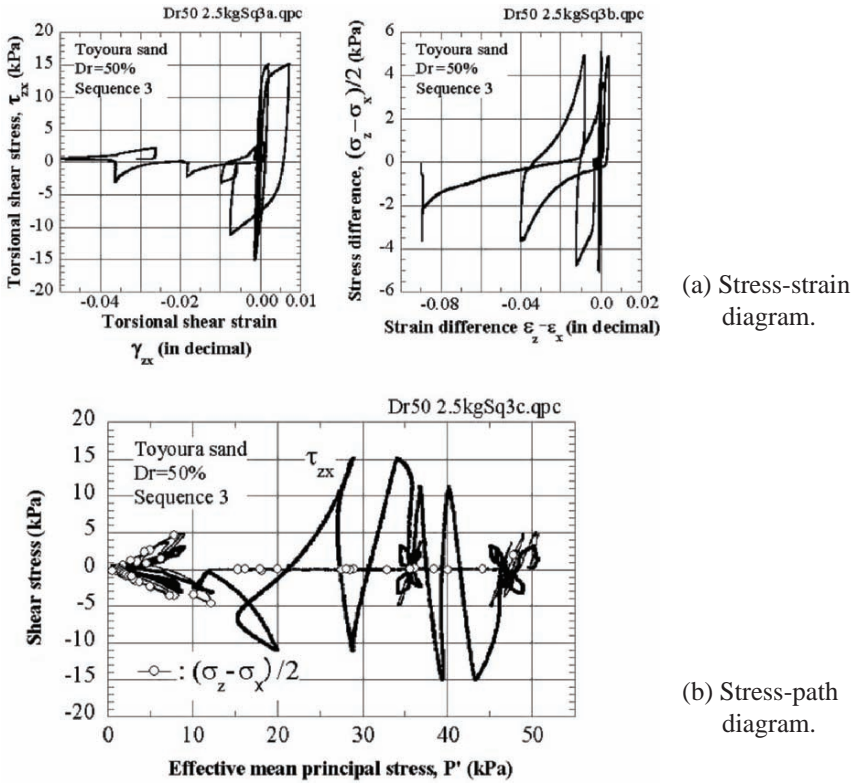 Dr50 2.5kgSq3a.qpc
Toyoura sand
Dr=50%
Sequence 3
Torsional shear stress, τzx (kPa)
20
15
10
5
0
-5
-10
-15
20
-0.04
-0.02
0.00
0.01
Torsional shear strain
γzx (in decimal)
Dr50 2.5kgSq3b.qpc
Toyoura sand
Dr=50%
Sequence 3
Stress difference, (σz–σx)/2 (kPa)
6
4
2
0
-2
-4
-6
-0.08
-0.04
0.0
0.02
Strain difference εz-εx (in decimal)
(a) Stress-strain
diagram.
Dr50 2.5kgSq3c.qpc
Toyoura sand
Dr=50%
Sequence 3
τzx
Shear stress (kPa)
20
15
10
5
0
-5
-10
-15
-20
: (σz-σx)/2
0
10
20
30
40
50
Effective mean principal stress, P' (kPa)
(b) Stress-path
diagram.